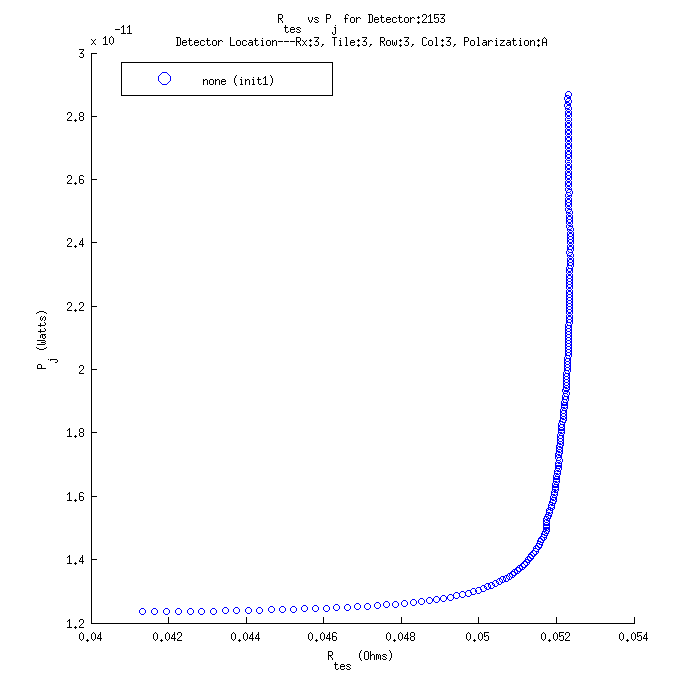 R_tes vs P_j for Detector:2153
x 10^-11
Detector Location---Rx:3, Tile:3, Row:3, Col:3, Polarization:A
3
none (init1)
2.8
2.6
2.4
2.2
P_j (Watts)
2
1.8
1.6
1.4
1.2
0.04 0.042 0.044 0.046 0.048 0.05 0.052 0.054
R_tes (Ohms)